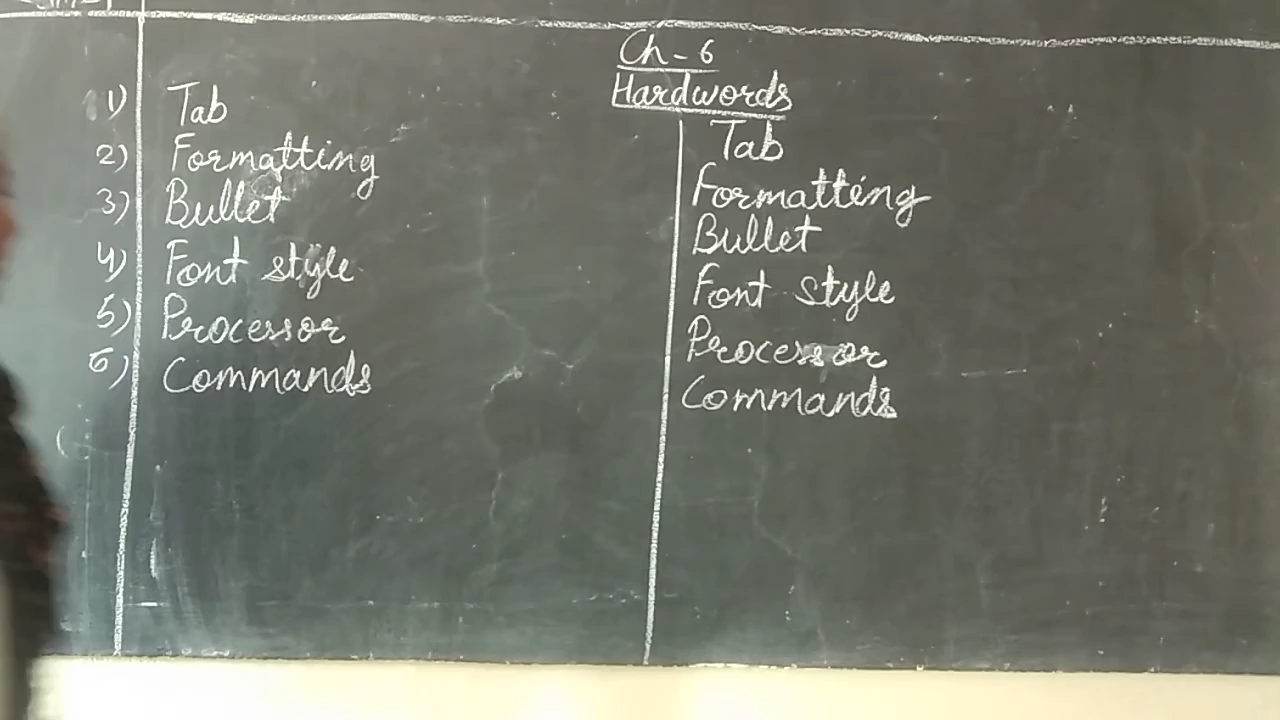 Ch - 6
Hardwords
1) Tab
2) Formatting
3) Bullet
4) Font style
5) Processor
6) Commands
Tab
Formatting
Bullet
Font style
Processor
Commands